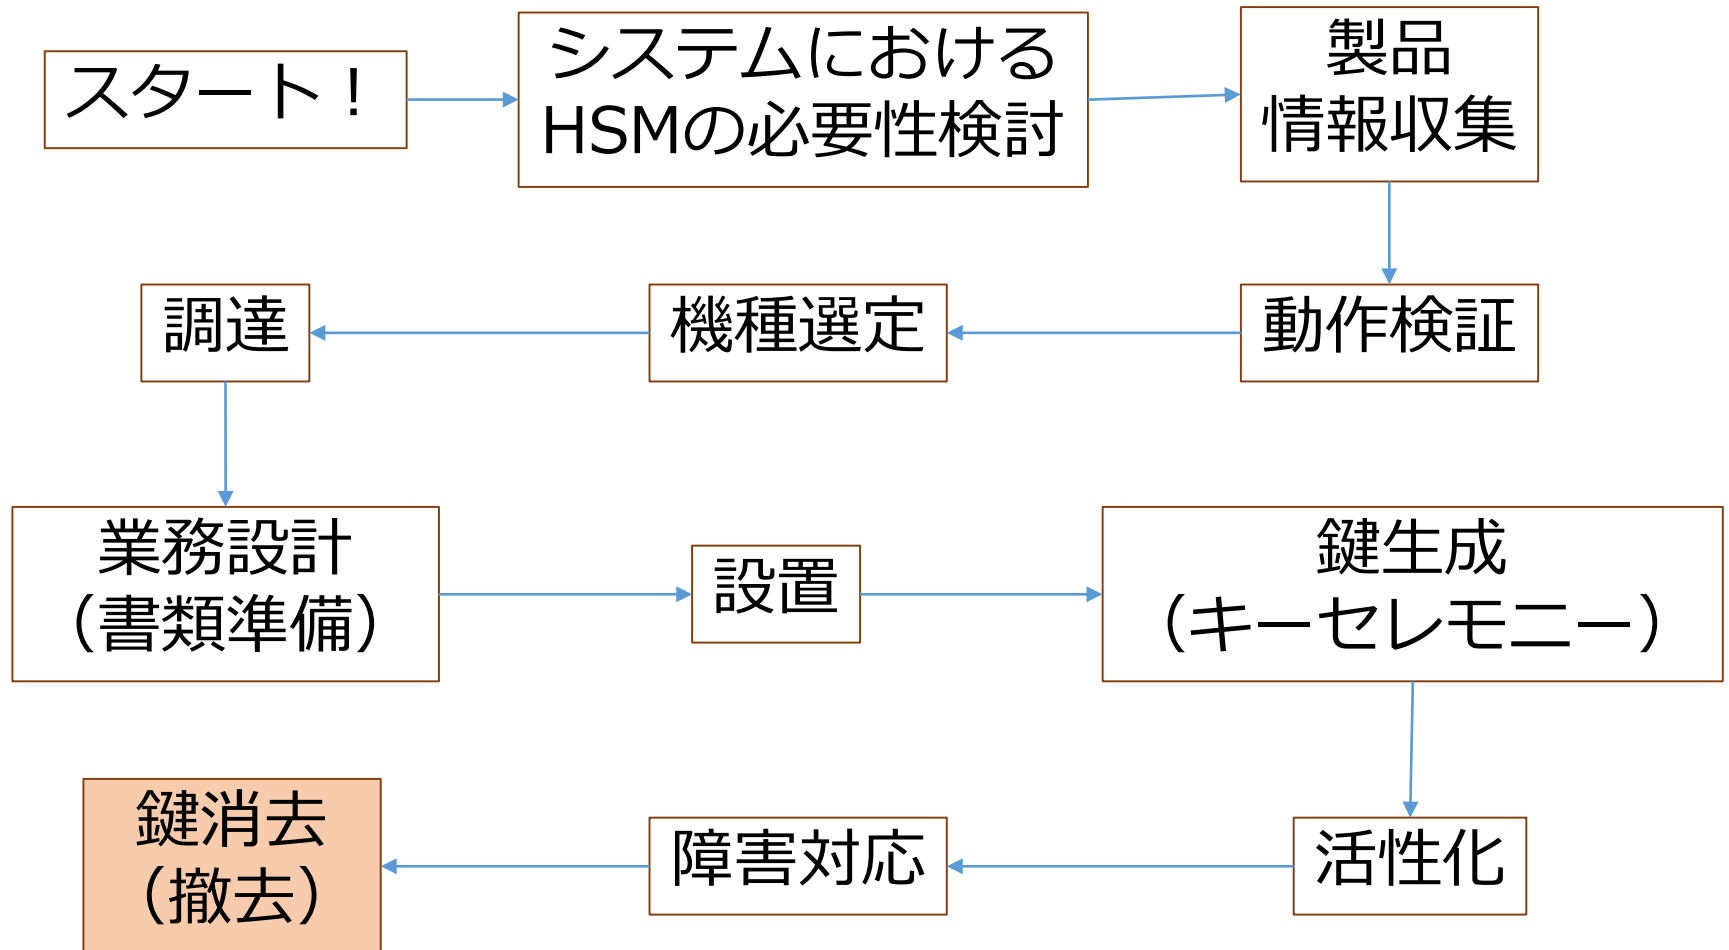 スタート！
システムにおける
HSMの必要性検討
製品
情報収集
動作検証
機種選定
調達
業務設計
（書類準備）
設置
鍵生成
（キーセレモニー）
活性化
障害対応
鍵消去
（撤去）